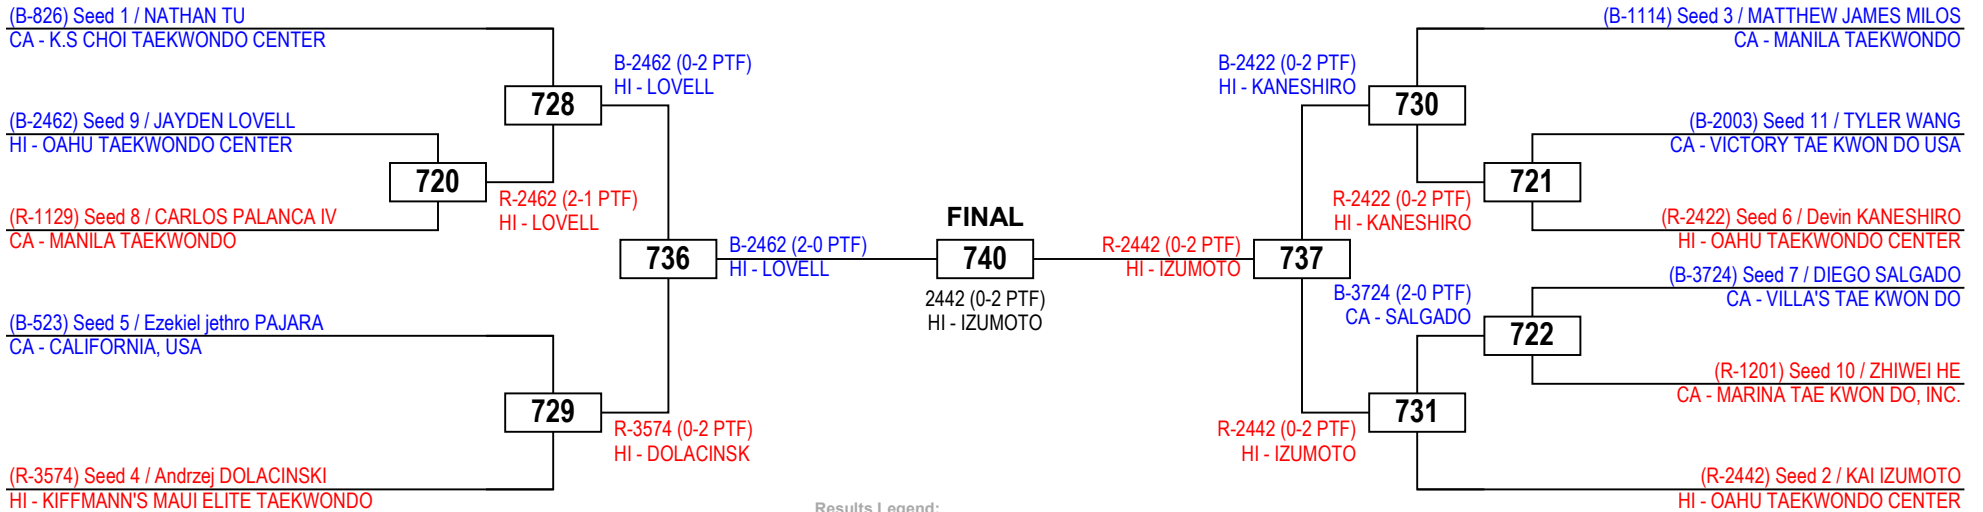 (B-826) Seed 1 / NATHAN TU
CA - K.S CHOI TAEKWONDO CENTER
B-2462 (0-2 PTF)
HI - LOVELL
728
(B-2462) Seed 9 / JAYDEN LOVELL
HI - OAHU TAEKWONDO CENTER
720
R-2462 (2-1 PTF)
HI - LOVELL
(R-1129) Seed 8 / CARLOS PALANCA IV
CA - MANILA TAEKWONDO
736
B-2462 (2-0 PTF)
HI - LOVELL
(B-523) Seed 5 / Ezekiel jethro PAJARA
CA - CALIFORNIA, USA
729
R-3574 (0-2 PTF)
HI - DOLACINSK
(R-3574) Seed 4 / Andrzej DOLACINSKI
HI - KIFFMANN'S MAUI ELITE TAEKWONDO
FINAL
740
2442 (0-2 PTF)
HI - IZUMOTO
Results Legend:
(B-1114) Seed 3 / MATTHEW JAMES MILOS
CA - MANILA TAEKWONDO
B-2422 (0-2 PTF)
HI - KANESHIRO
730
(B-2003) Seed 11 / TYLER WANG
CA - VICTORY TAE KWON DO USA
721
R-2422 (0-2 PTF)
HI - KANESHIRO
(R-2422) Seed 6 / Devin KANESHIRO
HI - OAHU TAEKWONDO CENTER
R-2442 (0-2 PTF)
HI - IZUMOTO
737
(B-3724) Seed 7 / DIEGO SALGADO
CA - VILLA'S TAE KWON DO
B-3724 (2-0 PTF)
CA - SALGADO
722
(R-1201) Seed 10 / ZHIWEI HE
CA - MARINA TAE KWON DO, INC.
731
R-2442 (0-2 PTF)
HI - IZUMOTO
(R-2442) Seed 2 / KAI IZUMOTO
HI - OAHU TAEKWONDO CENTER